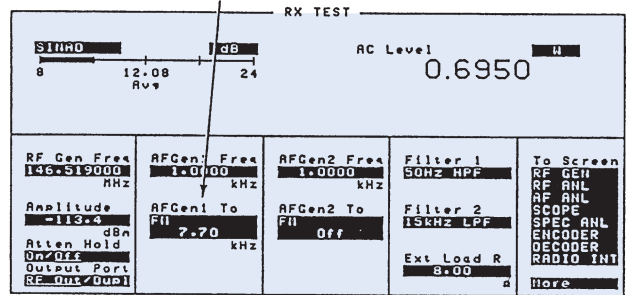 RX TEST
SINAD
dB
AC Level
W
8
12.08
24
Avg
0.6950
RF Gen Freq
146.519000
MHz
Amplitude
-113.4
dBm
Atten Hold
On/Off
Output Port
RF Out/Dupl
AFGen1 Freq
1.0000
kHz
AFGen1 To
FM
7.70
kHz
AFGen2 Freq
1.0000
kHz
AFGen2 To
FM
Off
Filter 1
50Hz HPF
Filter 2
15kHz LPF
Ext Load R
8.00
Ω
To Screen
RF GEN
RF ANL
AF ANL
SCOPE
SPEC ANL
ENCODER
DECODER
RADIO INT
More